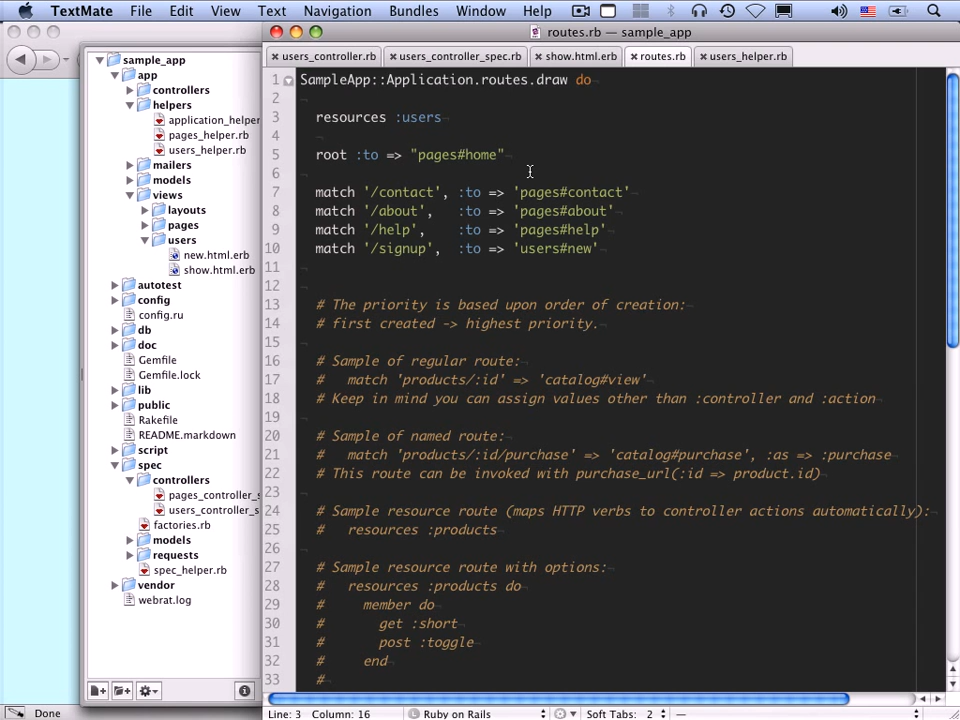 TextMate File Edit View Text Navigation Bundles Window Help
routes.rb — sample_app
users_controller.rb users_controller_spec.rb show.html.erb routes.rb users_helper.rb
sample_app
app
controllers
helpers
application_helper
pages_helper.rb
users_helper.rb
mailers
models
views
layouts
pages
users
new.html.erb
show.html.erb
autotest
config
config.ru
db
doc
Gemfile
Gemfile.lock
lib
public
Rakefile
README.markdown
script
spec
controllers
pages_controller_s
users_controller_s
factories.rb
models
requests
spec_helper.rb
vendor
webrat.log
1 SampleApp::Application.routes.draw do
2
3 resources :users
4
5 root :to => "pages#home"
6
7 match '/contact', :to => 'pages#contact'
8 match '/about', :to => 'pages#about'
9 match '/help', :to => 'pages#help'
10 match '/signup', :to => 'users#new'
11
12
13 # The priority is based upon order of creation:
14 # first created -> highest priority.
15
16 # Sample of regular route:
17 #   match 'products/:id' => 'catalog#view'
18 # Keep in mind you can assign values other than :controller and :action
19
20 # Sample of named route:
21 #   match 'products/:id/purchase' => 'catalog#purchase', :as => :purchase
22 # This route can be invoked with purchase_url(:id => product.id)
23
24 # Sample resource route (maps HTTP verbs to controller actions automatically):
25 #   resources :products
26
27 # Sample resource route with options:
28 #   resources :products do
29 #     member do
30 #       get :short
31 #       post :toggle
32 #     end
33 #
Done
Line: 3 Column: 16 Ruby on Rails Soft Tabs: 2 —